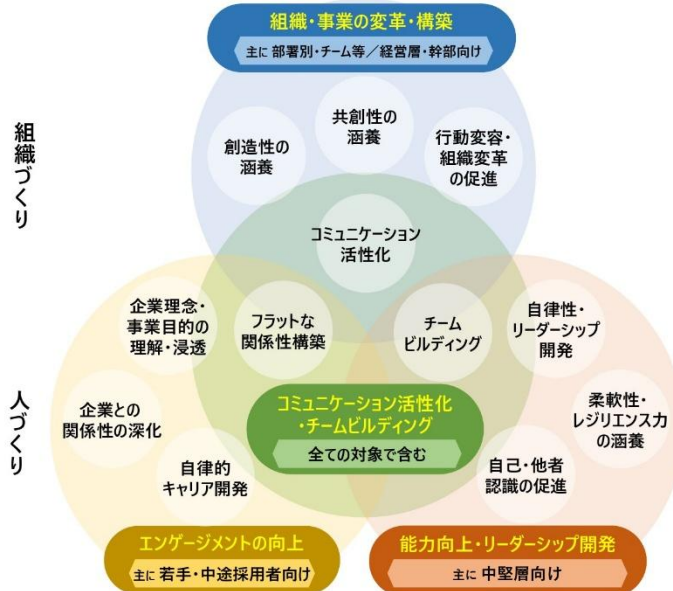 組織・事業の変革・構築
主に 部署別・チーム等／経営層・幹部向け
組織づくり
共創性の
涵養
創造性の
涵養
行動変容・
組織変革
の促進
コミュニケーション
活性化
企業理念・
事業目的の
理解・浸透
フラットな
関係性構築
チーム
ビルディング
自律性・
リーダーシップ
開発
人づくり
企業との
関係性の深化
コミュニケーション活性化
・チームビルディング
全ての対象で含む
柔軟性・
レジリエンス力
の涵養
自律的
キャリア開発
自己・他者
認識の促進
エンゲージメントの向上
主に 若手・中途採用者向け
能力向上・リーダーシップ開発
主に 中堅層向け